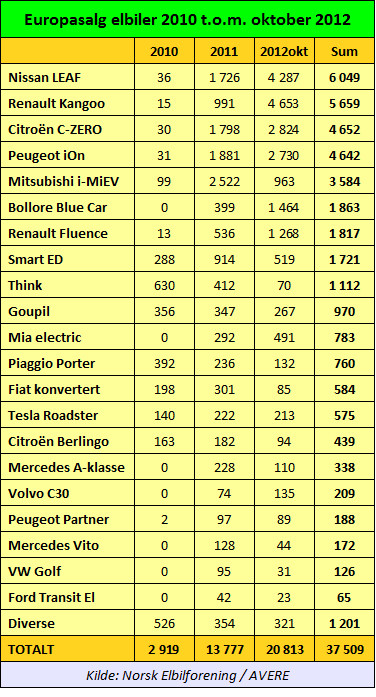 Europasalg elbiler 2010 t.o.m. oktober 2012
2010 2011 2012okt Sum
Nissan LEAF 36 1 726 4 287 6 049
Renault Kangoo 15 991 4 653 5 659
Citroën C-ZERO 30 1 798 2 824 4 652
Peugeot iOn 31 1 881 2 730 4 642
Mitsubishi i-MiEV 99 2 522 963 3 584
Bollore Blue Car 0 399 1 464 1 863
Renault Fluence 13 536 1 268 1 817
Smart ED 288 914 519 1 721
Think 630 412 70 1 112
Goupil 356 347 267 970
Mia electric 0 292 491 783
Piaggio Porter 392 236 132 760
Fiat konvertert 198 301 85 584
Tesla Roadster 140 222 213 575
Citroën Berlingo 163 182 94 439
Mercedes A-klasse 0 228 110 338
Volvo C30 0 74 135 209
Peugeot Partner 2 97 89 188
Mercedes Vito 0 128 44 172
VW Golf 0 95 31 126
Ford Transit El 0 42 23 65
Diverse 526 354 321 1 201
TOTALT 2 919 13 777 20 813 37 509
Kilde: Norsk Elbilforening / AVERE